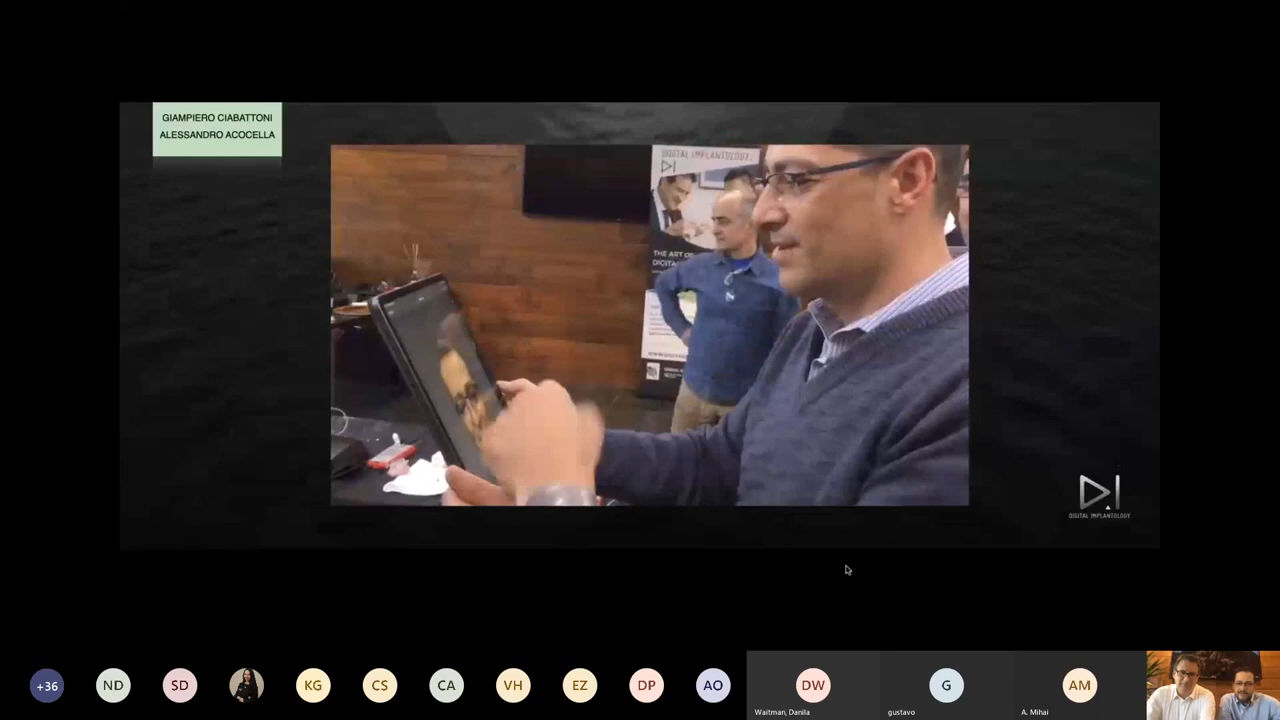 GIAMPIERO CIABATTONI
ALESSANDRO ACOCELLA
DIGITAL IMPLANTOLOGY.
THE ART OF
DIGITAL IMPLANTOLOGY
+36
ND
SD
KG
CS
CA
VH
EZ
DP
AO
DW
G
AM
Waitman, Danila
gustavo
A. Mihai